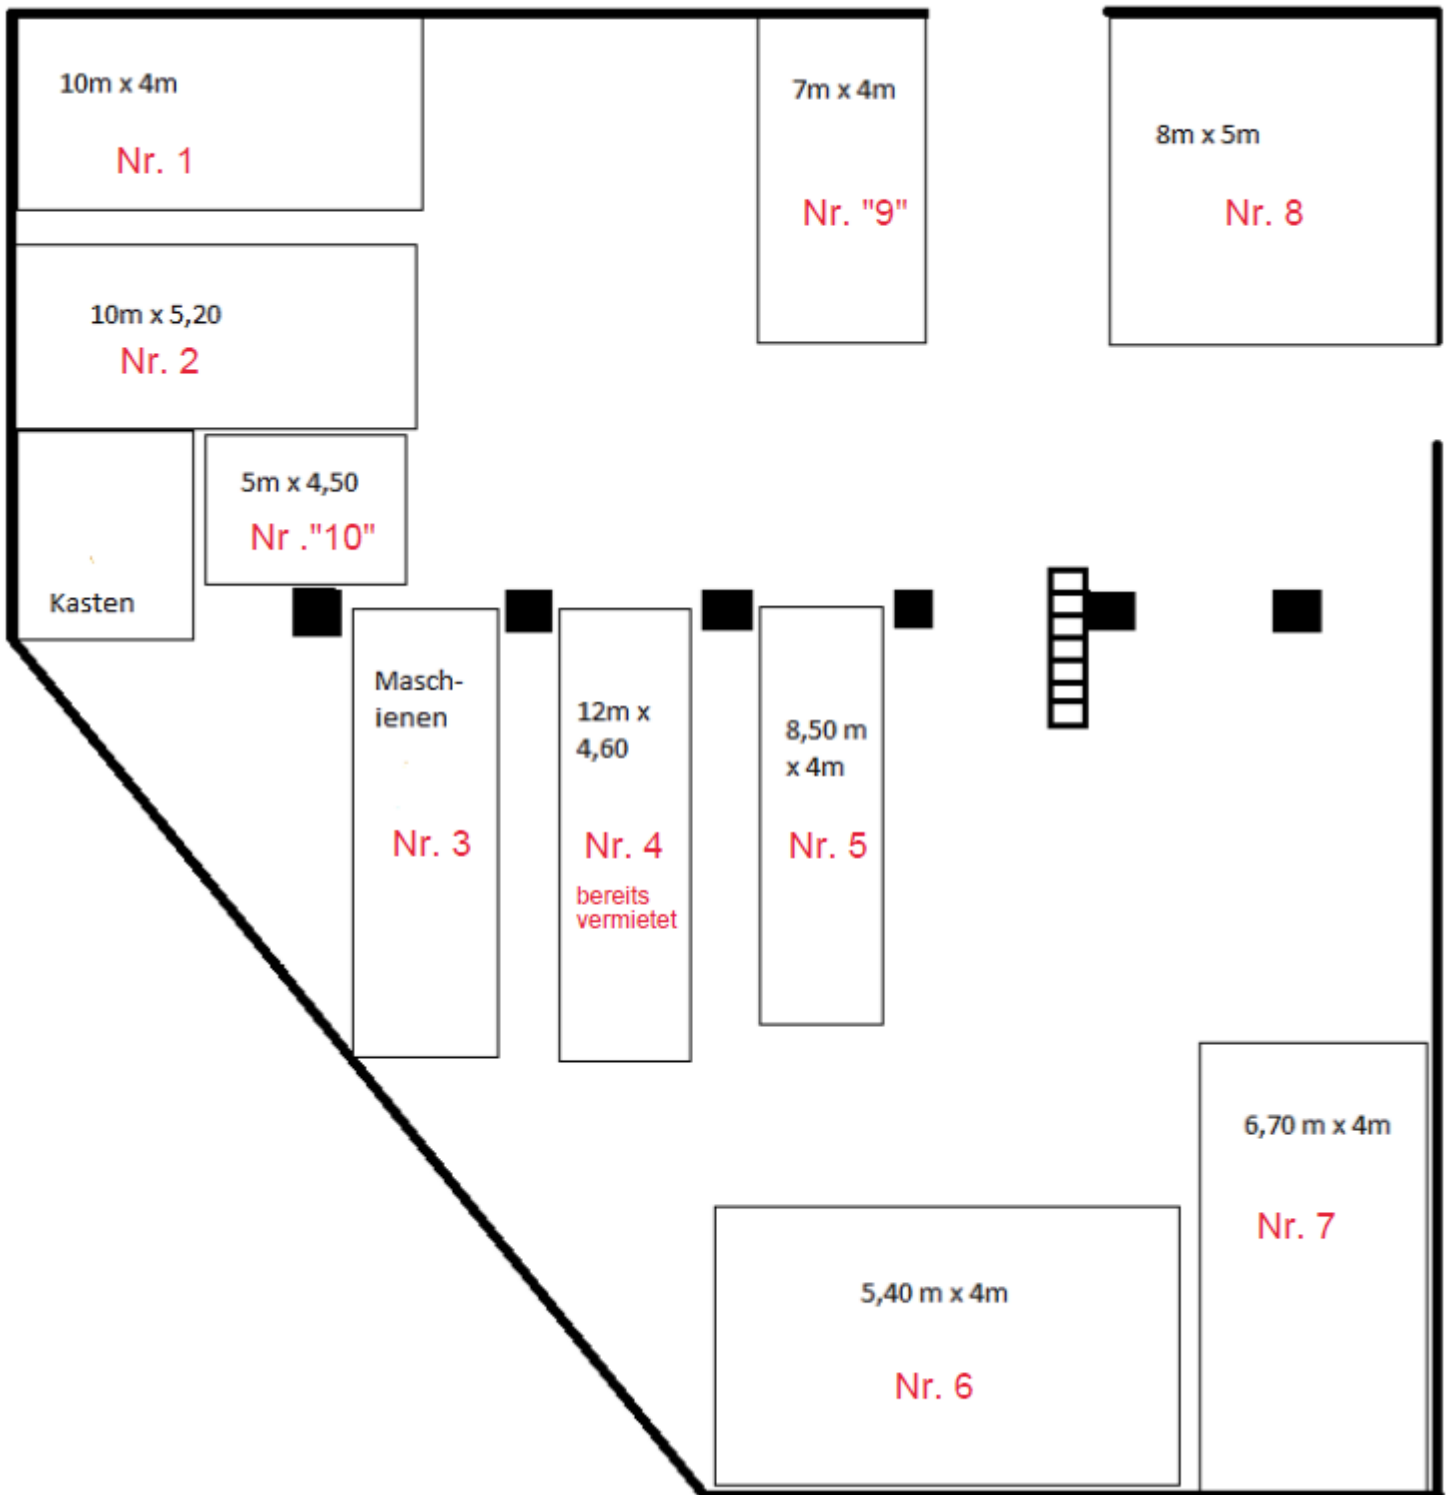 10m x 4m
Nr. 1
7m x 4m
Nr. "9"
8m x 5m
Nr. 8
10m x 5,20
Nr. 2
5m x 4,50
Nr ."10"
Kasten
Masch-
ienen
Nr. 3
12m x
4,60
Nr. 4
bereits
vermietet
8,50 m
x 4m
Nr. 5
6,70 m x 4m
Nr. 7
5,40 m x 4m
Nr. 6